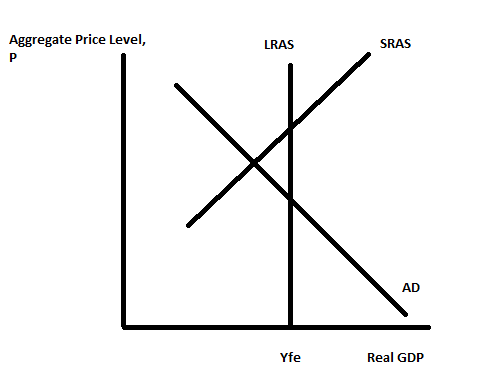 Aggregate Price Level,
P
LRAS
SRAS
AD
Yfe
Real GDP